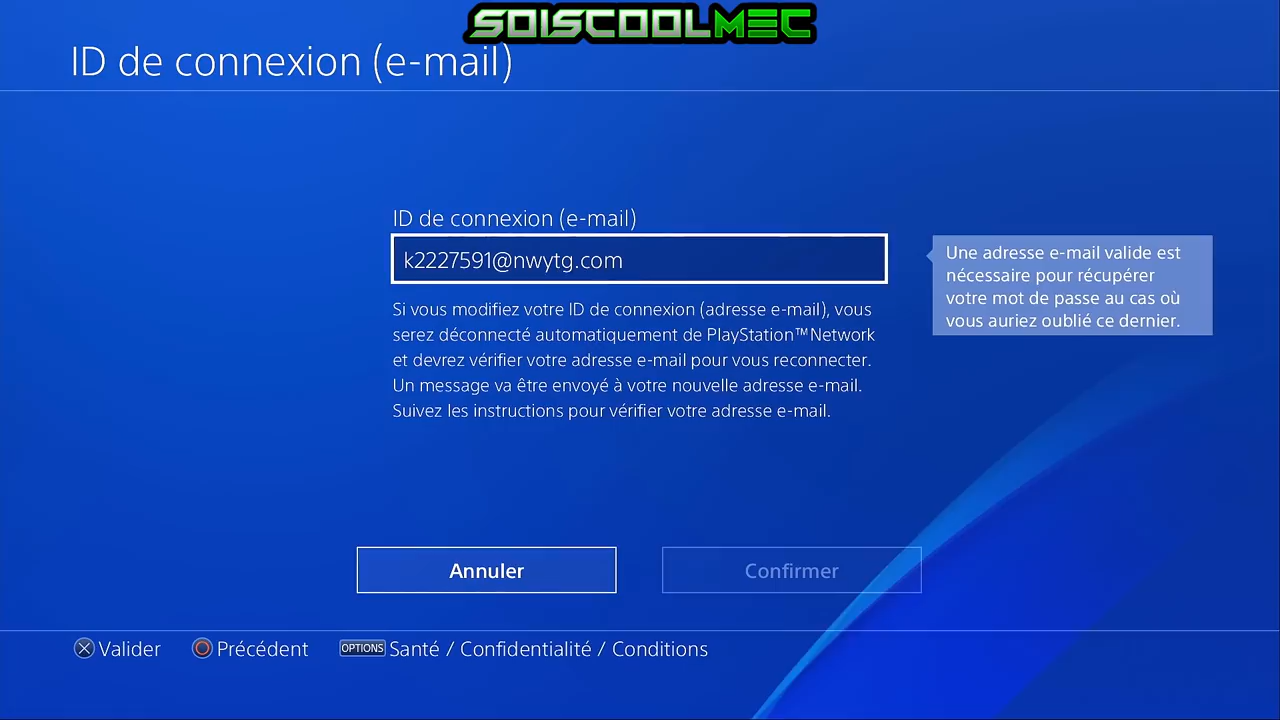 SOISCOOLMEC
ID de connexion (e-mail)
ID de connexion (e-mail)
k2227591@nwytg.com
Une adresse e-mail valide est
nécessaire pour récupérer
votre mot de passe au cas où
vous auriez oublié ce dernier.
Si vous modifiez votre ID de connexion (adresse e-mail), vous
serez déconnecté automatiquement de PlayStation™Network
et devrez vérifier votre adresse e-mail pour vous reconnecter.
Un message va être envoyé à votre nouvelle adresse e-mail.
Suivez les instructions pour vérifier votre adresse e-mail.
Annuler
Confirmer
Valider Précédent OPTIONS Santé / Confidentialité / Conditions